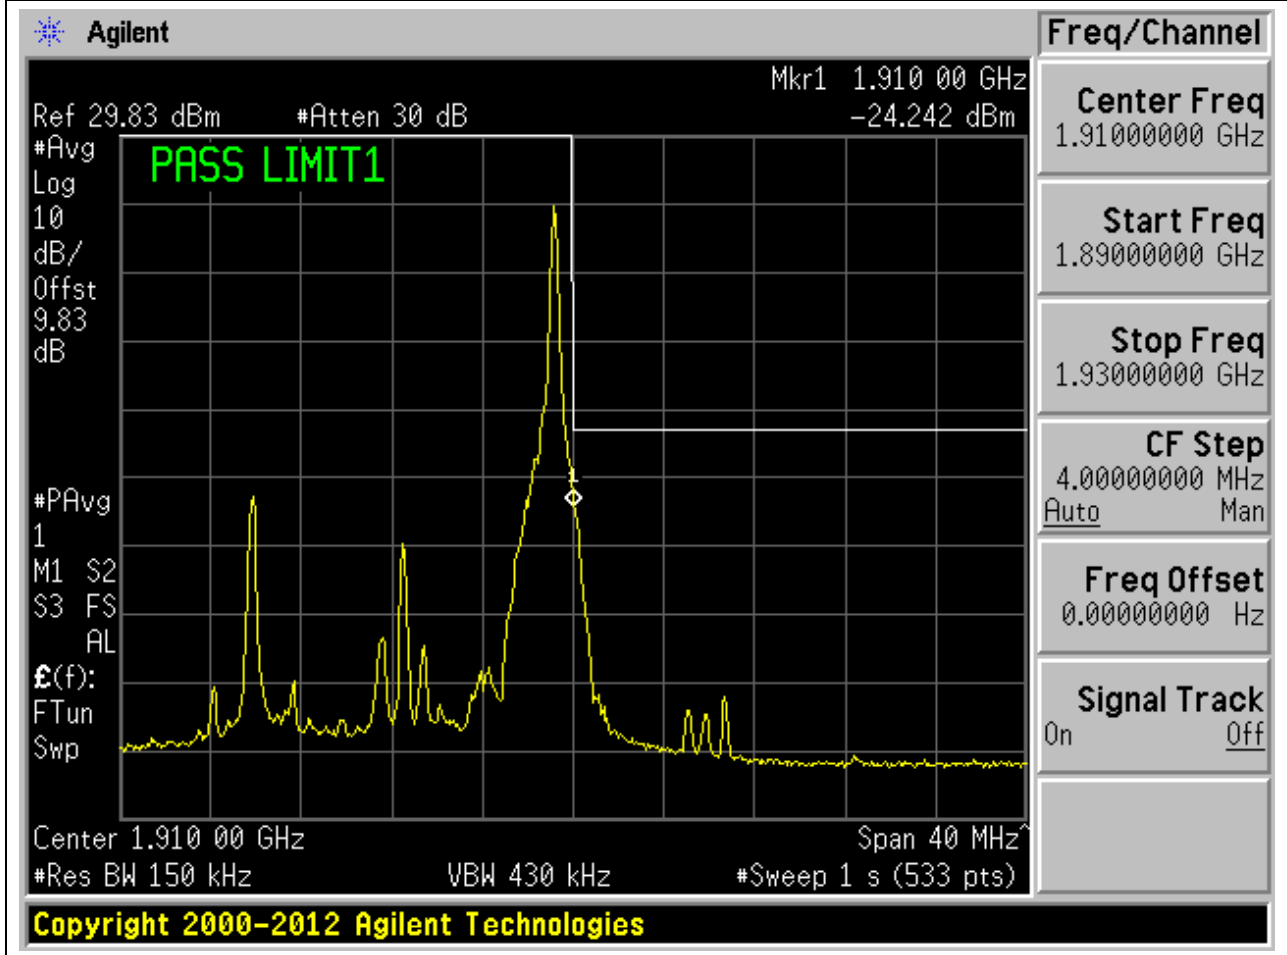 Agilent
Freq/Channel
Mkr1 1.910 00 GHz
Ref 29.83 dBm #Atten 30 dB -24.242 dBm
#Avg
Log
10
dB/
Offst
9.83
dB
PASS LIMIT1
1
#PAvg
1
M1 S2
S3 FS
AL
£(f):
FTun
Swp
Center 1.910 00 GHz Span 40 MHz^
#Res BW 150 kHz VBW 430 kHz #Sweep 1 s (533 pts)
Copyright 2000-2012 Agilent Technologies
Center Freq
1.91000000 GHz
Start Freq
1.89000000 GHz
Stop Freq
1.93000000 GHz
CF Step
4.00000000 MHz
Auto Man
Freq Offset
0.00000000 Hz
Signal Track
On Off